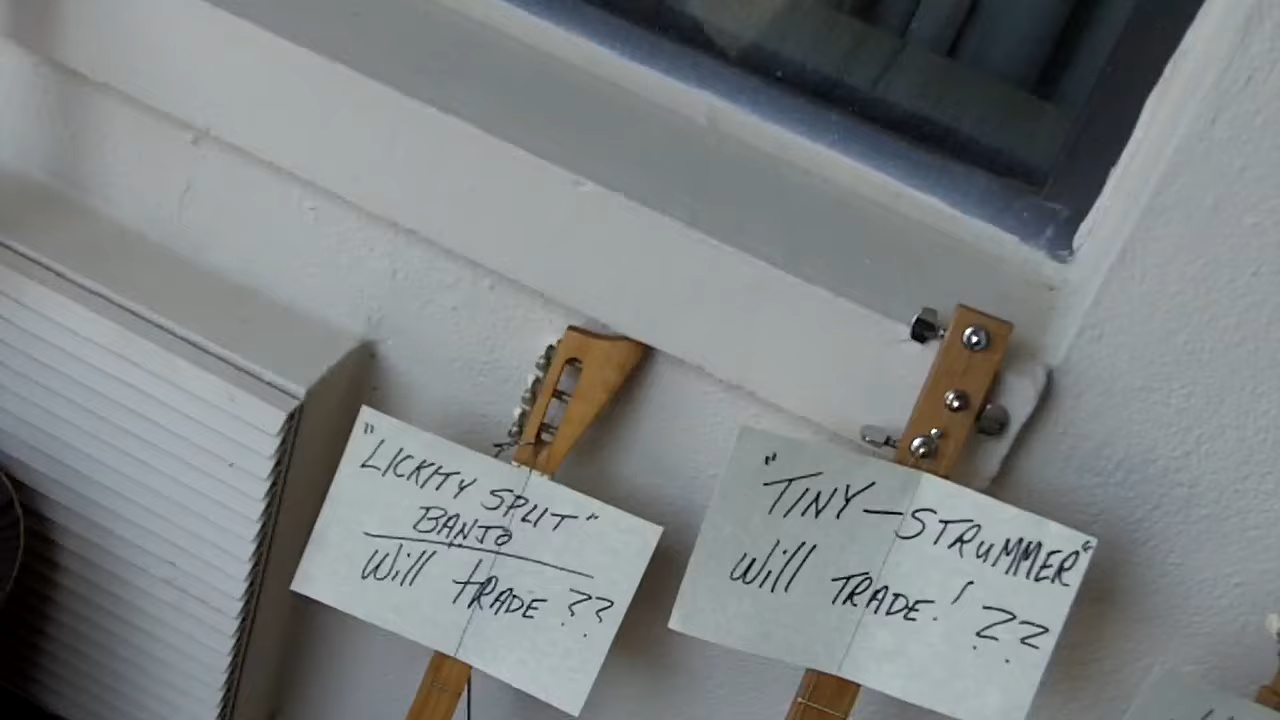 "LICKITY SPLIT"
BANJO
Will tRADE ??
"TINY-STRUMMER"
Will TRADE! ??